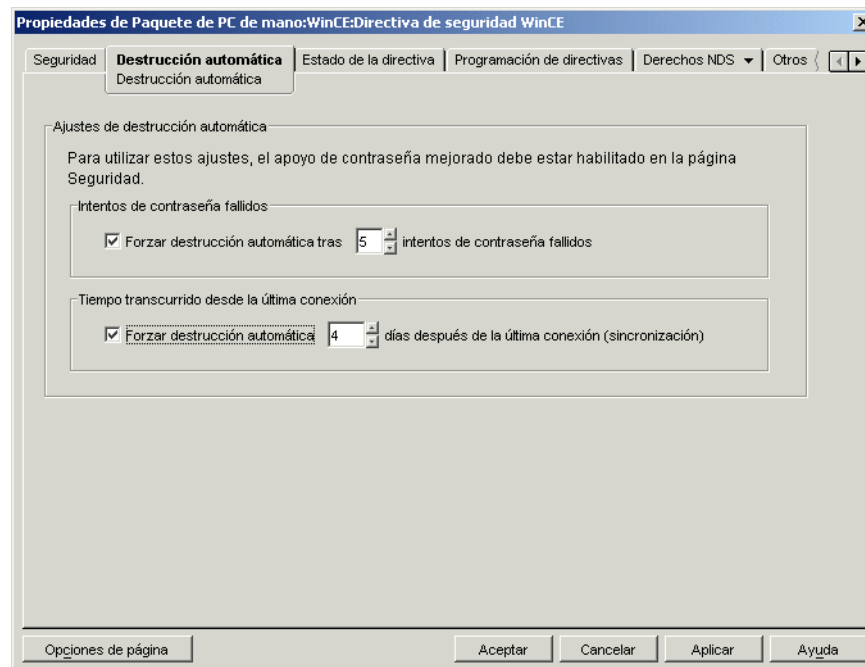 Propiedades de Paquete de PC de mano:WinCE:Directiva de seguridad WinCE
Seguridad
Destrucción automática
Estado de la directiva
Programación de directivas
Derechos NDS
Otros
Destrucción automática
Ajustes de destrucción automática
Para utilizar estos ajustes, el apoyo de contraseña mejorado debe estar habilitado en la página
Seguridad.
Intentos de contraseña fallidos
Forzar destrucción automática tras 5 intentos de contraseña fallidos
Tiempo transcurrido desde la última conexión
Forzar destrucción automática 4 días después de la última conexión (sincronización)
Opciones de página
Aceptar
Cancelar
Aplicar
Ayuda